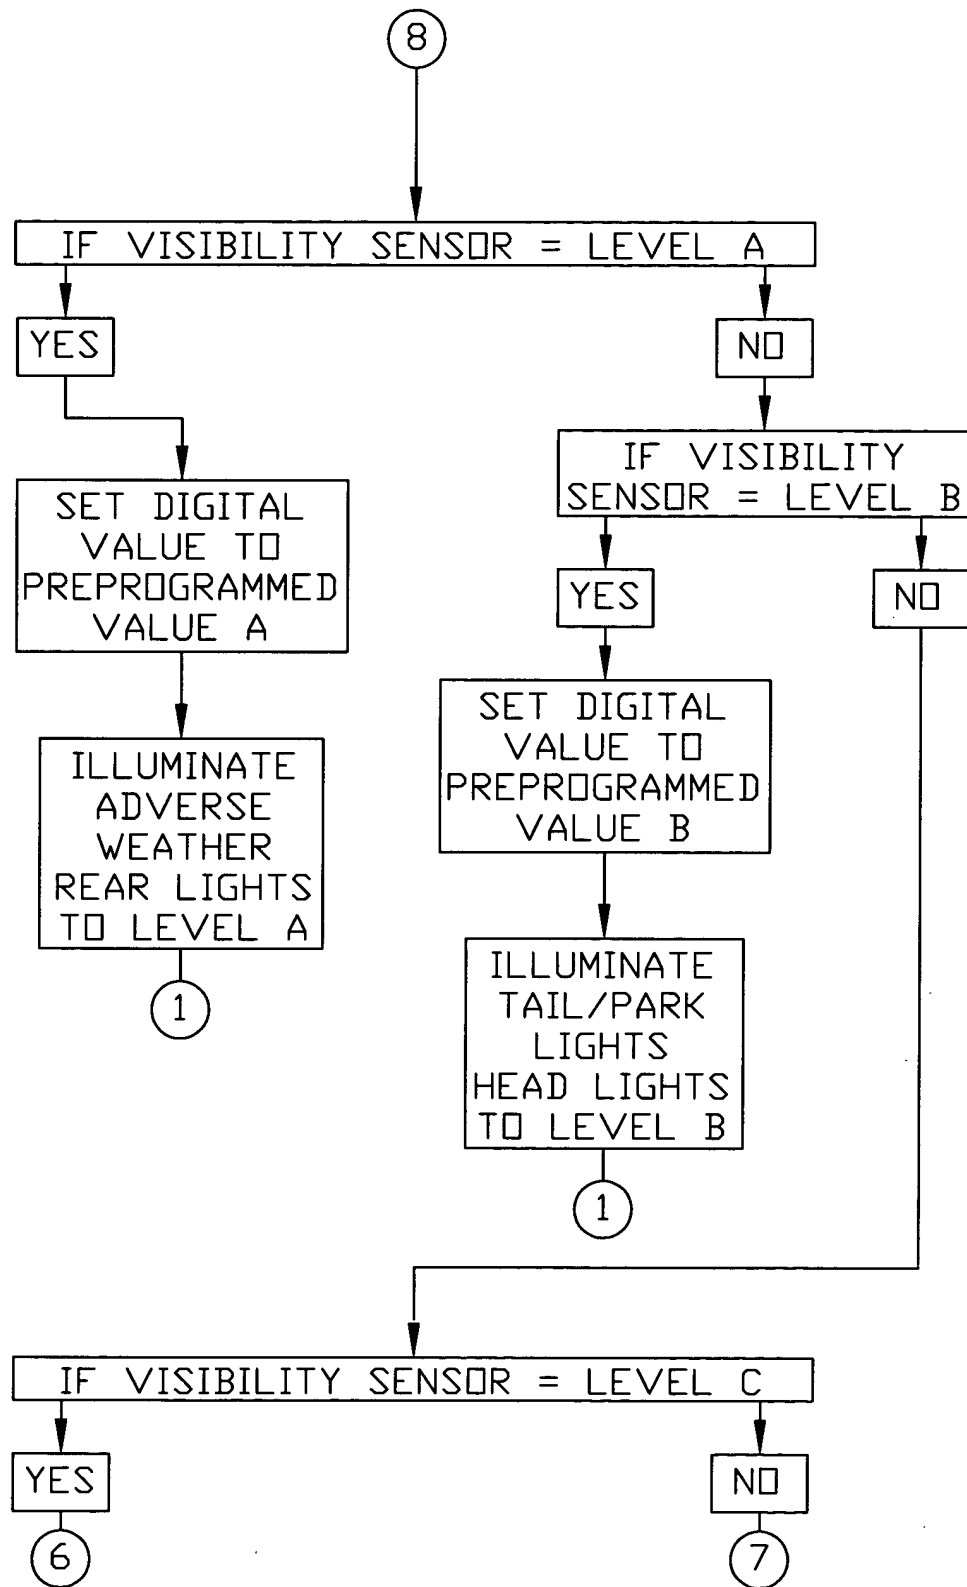 8
IF VISIBILITY SENSOR = LEVEL A
YES
NO
SET DIGITAL
VALUE TO
PREPROGRAMMED
VALUE A
ILLUMINATE
ADVERSE
WEATHER
REAR LIGHTS
TO LEVEL A
1
IF VISIBILITY
SENSOR = LEVEL B
YES
NO
SET DIGITAL
VALUE TO
PREPROGRAMMED
VALUE B
ILLUMINATE
TAIL/PARK
LIGHTS
HEAD LIGHTS
TO LEVEL B
1
IF VISIBILITY SENSOR = LEVEL C
YES
NO
6
7